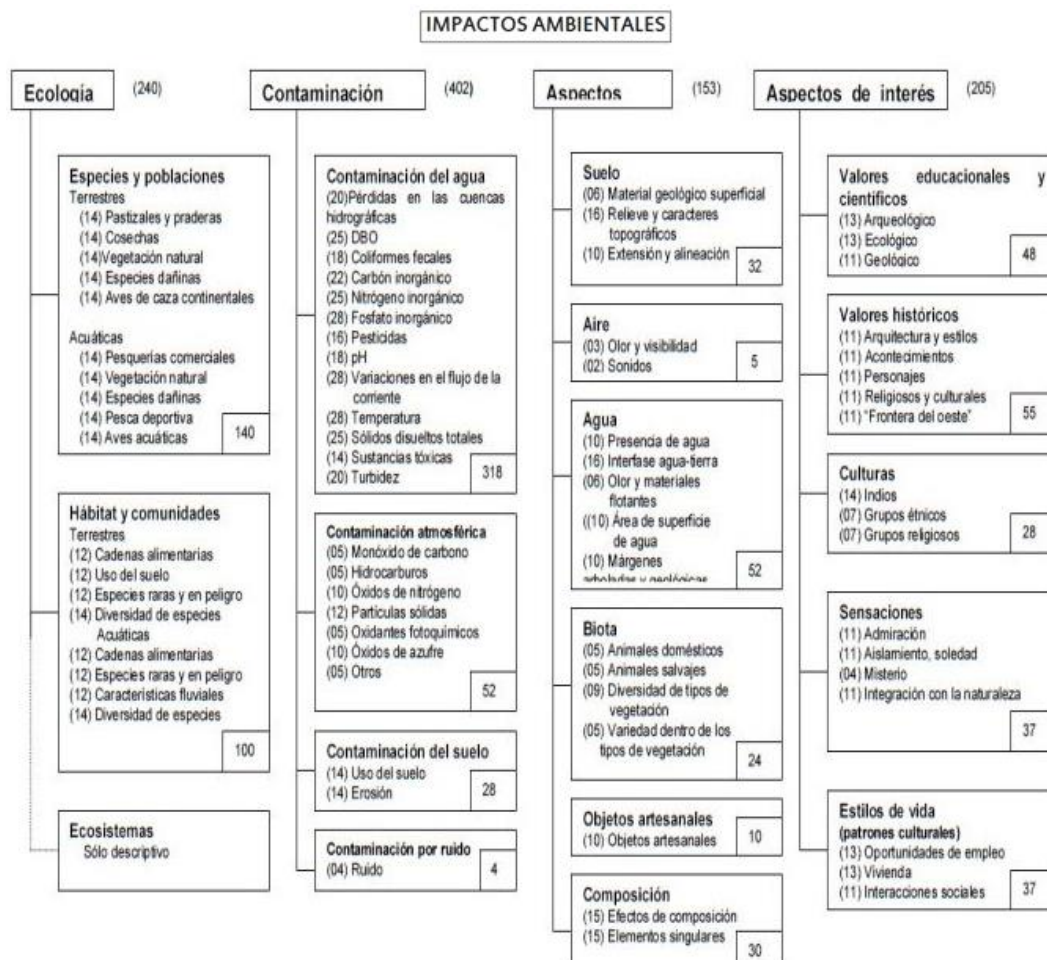 IMPACTOS AMBIENTALES
Ecología (240)
Especies y poblaciones
Terrestres
(14) Pastizales y praderas
(14) Cosechas
(14)Vegetación natural
(14) Especies dañinas
(14) Aves de caza continentales
Acuáticas
(14) Pesquerías comerciales
(14) Vegetación natural
(14) Especies dañinas
(14) Pesca deportiva
(14) Aves acuáticas
140
Hábitat y comunidades
Terrestres
(12) Cadenas alimentarias
(12) Uso del suelo
(12) Especies raras y en peligro
(14) Diversidad de especies
Acuáticas
(12) Cadenas alimentarias
(12) Especies raras y en peligro
(12) Características fluviales
(14) Diversidad de especies
100
Ecosistemas
Sólo descriptivo
Contaminación (402)
Contaminación del agua
(20)Pérdidas en las cuencas
hidrográficas
(25) DBO
(18) Coliformes fecales
(22) Carbón inorgánico
(25) Nitrógeno inorgánico
(28) Fosfato inorgánico
(16) Pesticidas
(18) pH
(28) Variaciones en el flujo de la
corriente
(28) Temperatura
(25) Sólidos disueltos totales
(14) Sustancias tóxicas
(20) Turbidez
318
Contaminación atmosférica
(05) Monóxido de carbono
(05) Hidrocarburos
(10) Óxidos de nitrógeno
(12) Partículas sólidas
(05) Oxidantes fotoquímicos
(10) Óxidos de azufre
(05) Otros
52
Contaminación del suelo
(14) Uso del suelo
(14) Erosión
28
Contaminación por ruido
(04) Ruido
4
Aspectos (153)
Suelo
(06) Material geológico superficial
(16) Relieve y caracteres
topográficos
(10) Extensión y alineación
32
Aire
(03) Olor y visibilidad
(02) Sonidos
5
Agua
(10) Presencia de agua
(16) Interfase agua-tierra
(06) Olor y materiales
flotantes
((10) Área de superficie
de agua
(10) Márgenes
arboladas y geológicas
52
Biota
(05) Animales domésticos
(05) Animales salvajes
(09) Diversidad de tipos de
vegetación
(05) Variedad dentro de los
tipos de vegetación
24
Objetos artesanales
(10) Objetos artesanales
10
Composición
(15) Efectos de composición
(15) Elementos singulares
30
Aspectos de interés (205)
Valores educacionales y
científicos
(13) Arqueológico
(13) Ecológico
(11) Geológico
48
Valores históricos
(11) Arquitectura y estilos
(11) Acontecimientos
(11) Personajes
(11) Religiosos y culturales
(11) "Frontera del oeste"
55
Culturas
(14) Indios
(07) Grupos étnicos
(07) Grupos religiosos
28
Sensaciones
(11) Admiración
(11) Aislamiento, soledad
(04) Misterio
(11) Integración con la naturaleza
37
Estilos de vida
(patrones culturales)
(13) Oportunidades de empleo
(13) Vivienda
(11) Interacciones sociales
37